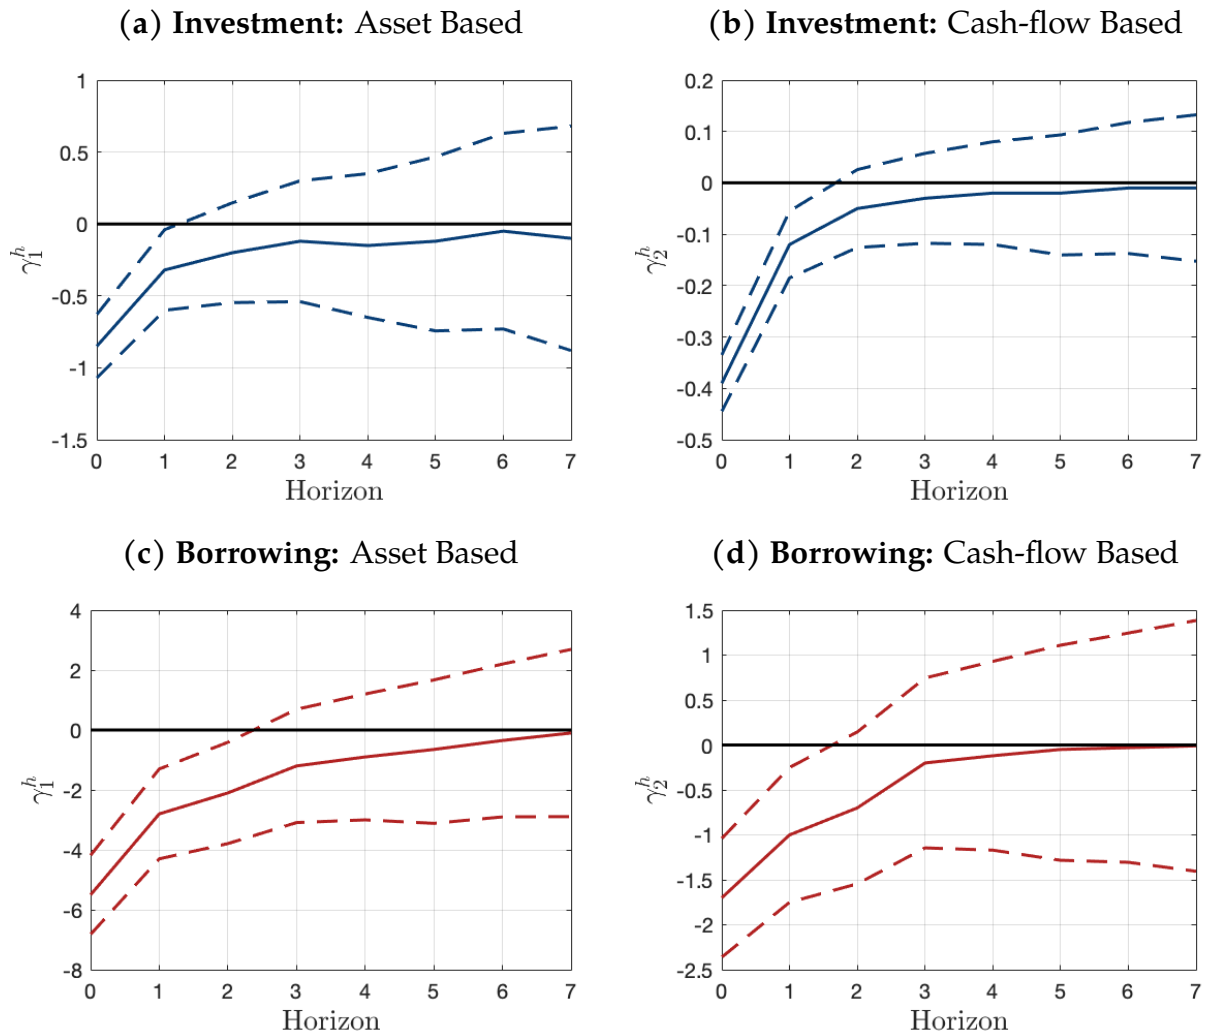 (a) Investment: Asset Based
1
0.5
0
-0.5
-1
-1.5
γ₁ʰ
0 1 2 3 4 5 6 7
Horizon
(b) Investment: Cash-flow Based
0.2
0.1
0
-0.1
-0.2
-0.3
-0.4
-0.5
γ₂ʰ
0 1 2 3 4 5 6 7
Horizon
(c) Borrowing: Asset Based
4
2
0
-2
-4
-6
-8
γ₁ʰ
0 1 2 3 4 5 6 7
Horizon
(d) Borrowing: Cash-flow Based
1.5
1
0.5
0
-0.5
-1
-1.5
-2
-2.5
γ₂ʰ
0 1 2 3 4 5 6 7
Horizon